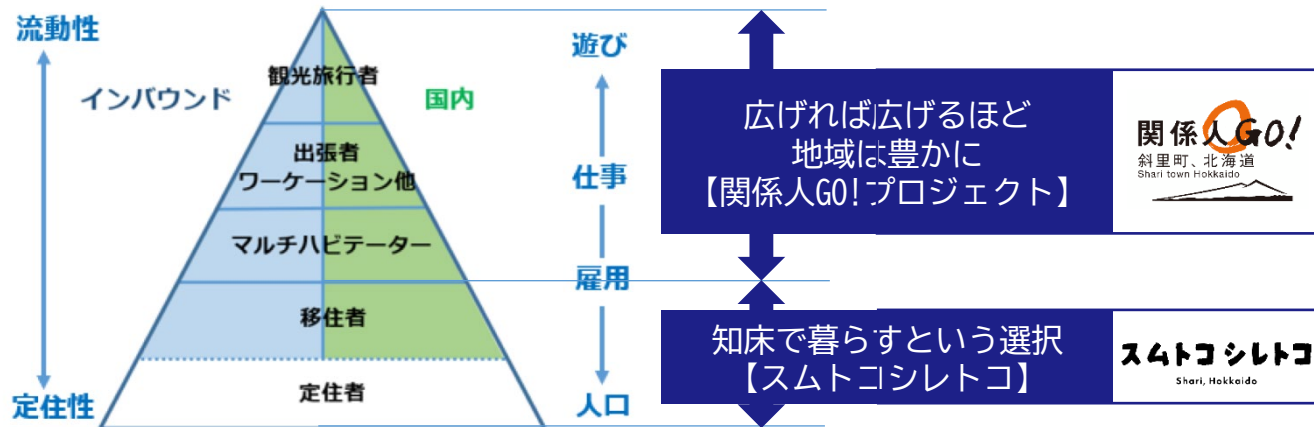 流動性
インバウンド
国内
観光旅行者
出張者
ワーケーション他
マルチハビテーター
移住者
定住者
定住性
遊び
仕事
雇用
人口
広げれば広げるほど
地域は豊かに
【関係人GO!プロジェクト】
関係人GO!
斜里町、北海道
Shari town Hokkaido
知床で暮らすという選択
【スムトコシレトコ】
スムトコ シレトコ
Shari, Hokkaido